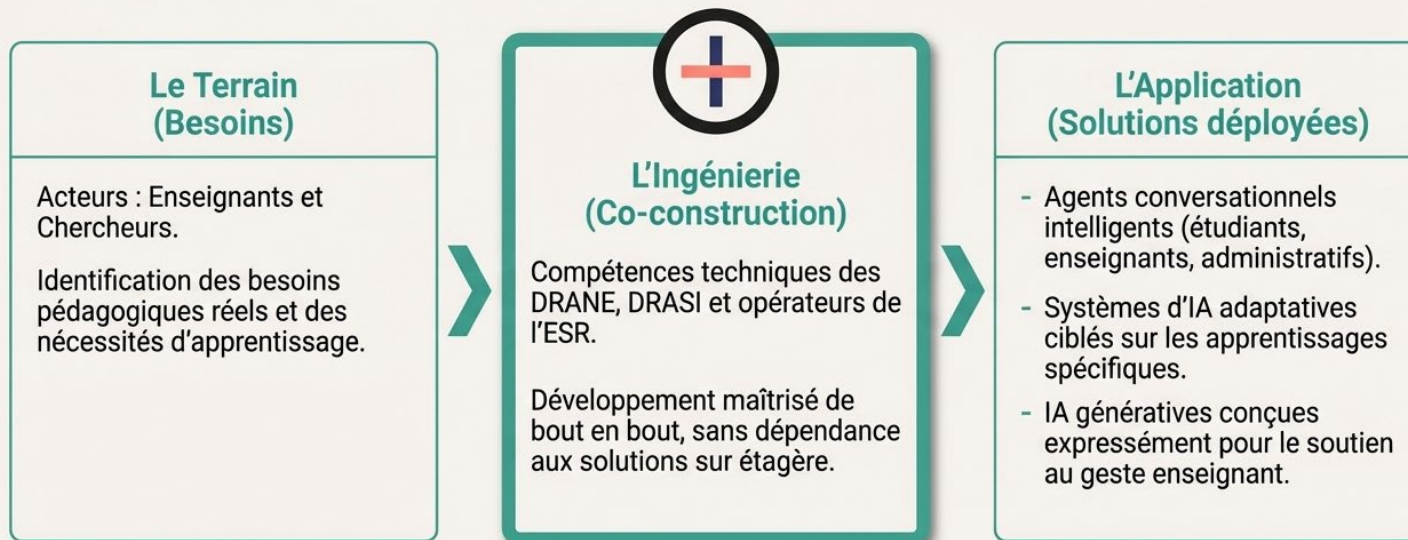 Le Terrain
(Besoins)
Acteurs : Enseignants et
Chercheurs.
Identification des besoins
pédagogiques réels et des
nécessités d'apprentissage.
L'Ingénierie
(Co-construction)
Compétences techniques des
DRANE, DRASI et opérateurs de
l'ESR.
Développement maîtrisé de
bout en bout, sans dépendance
aux solutions sur étagère.
L'Application
(Solutions déployées)
- Agents conversationnels
intelligents (étudiants,
enseignants, administratifs).
- Systèmes d'IA adaptatives
ciblés sur les apprentissages
spécifiques.
- IA génératives conçues
expressément pour le soutien
au geste enseignant.